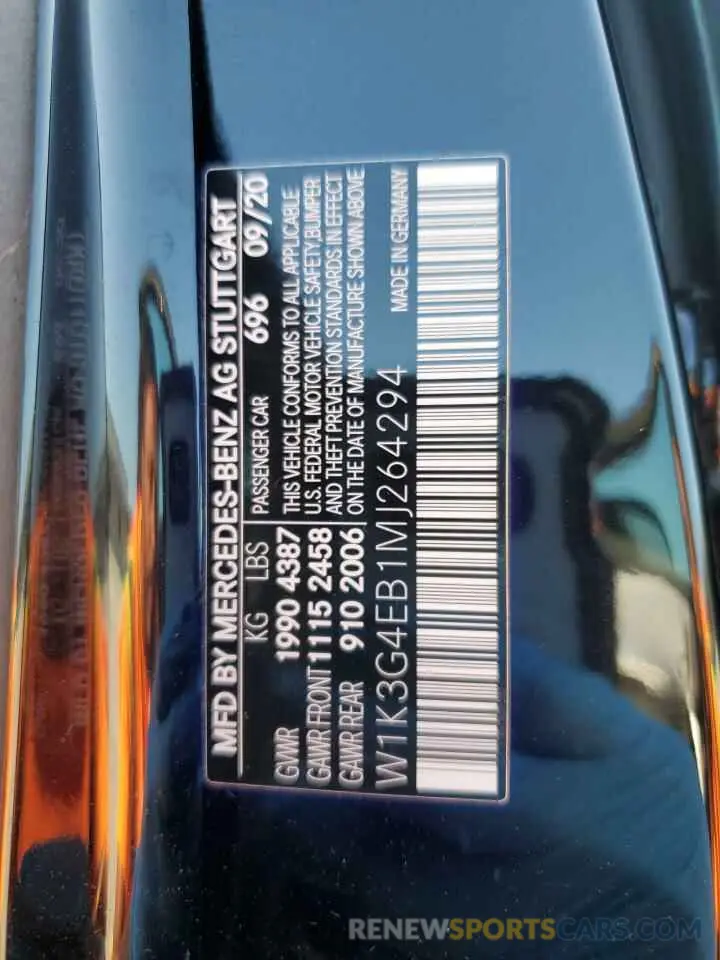 MFD BY MERCEDES-BENZ AG STUTTGART
KG LBS 696 09/20
GVWR 1990 4387 PASSENGER CAR
GAWR FRONT 1115 2458
GAWR REAR 910 2006
THIS VEHICLE CONFORMS TO ALL APPLICABLE
U.S. FEDERAL MOTOR VEHICLE SAFETY, BUMPER
AND THEFT PREVENTION STANDARDS IN EFFECT
ON THE DATE OF MANUFACTURE SHOWN ABOVE
W1K3G4EB1MJ264294 MADE IN GERMANY
RENEWSPORTSCARS.COM